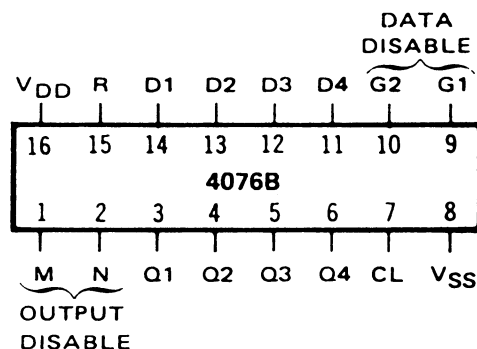 DATA
DISABLE
VDD R D1 D2 D3 D4 G2 G1
16 15 14 13 12 11 10 9
4076B
1 2 3 4 5 6 7 8
M N Q1 Q2 Q3 Q4 CL VSS
OUTPUT
DISABLE